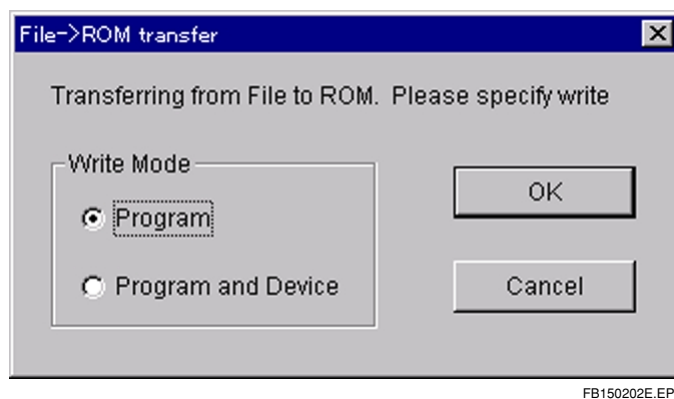 File->ROM transfer
Transferring from File to ROM. Please specify write
Write Mode
Program
OK
Program and Device
Cancel
FB150202E.EP